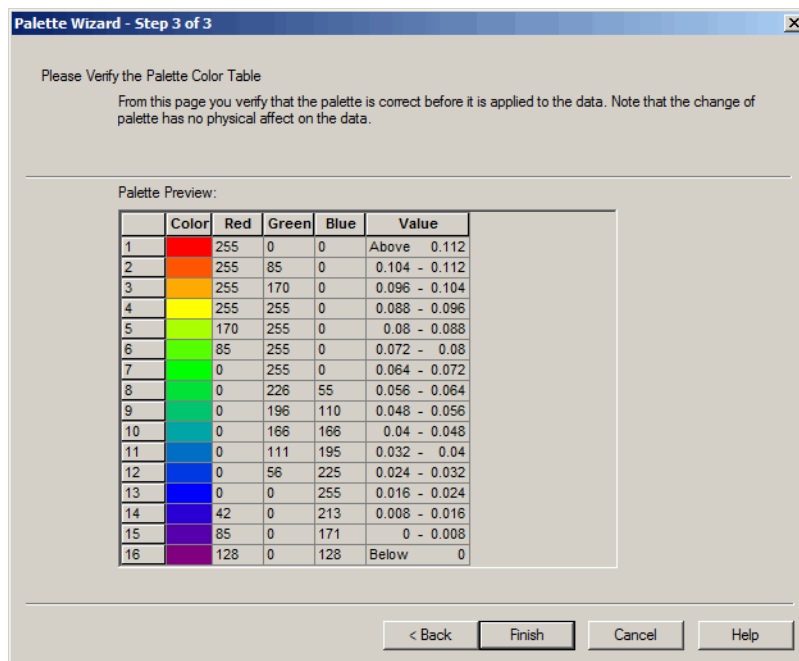 Palette Wizard - Step 3 of 3
Please Verify the Palette Color Table
From this page you verify that the palette is correct before it is applied to the data. Note that the change of
palette has no physical affect on the data.
Palette Preview:
Color Red Green Blue Value
1 255 0 0 Above 0.112
2 255 85 0 0.104 - 0.112
3 255 170 0 0.096 - 0.104
4 255 255 0 0.088 - 0.096
5 170 255 0 0.08 - 0.088
6 85 255 0 0.072 - 0.08
7 0 255 0 0.064 - 0.072
8 0 226 55 0.056 - 0.064
9 0 196 110 0.048 - 0.056
10 0 166 166 0.04 - 0.048
11 0 111 195 0.032 - 0.04
12 0 56 225 0.024 - 0.032
13 0 0 255 0.016 - 0.024
14 42 0 213 0.008 - 0.016
15 85 0 171 0 - 0.008
16 128 0 128 Below 0
< Back Finish Cancel Help